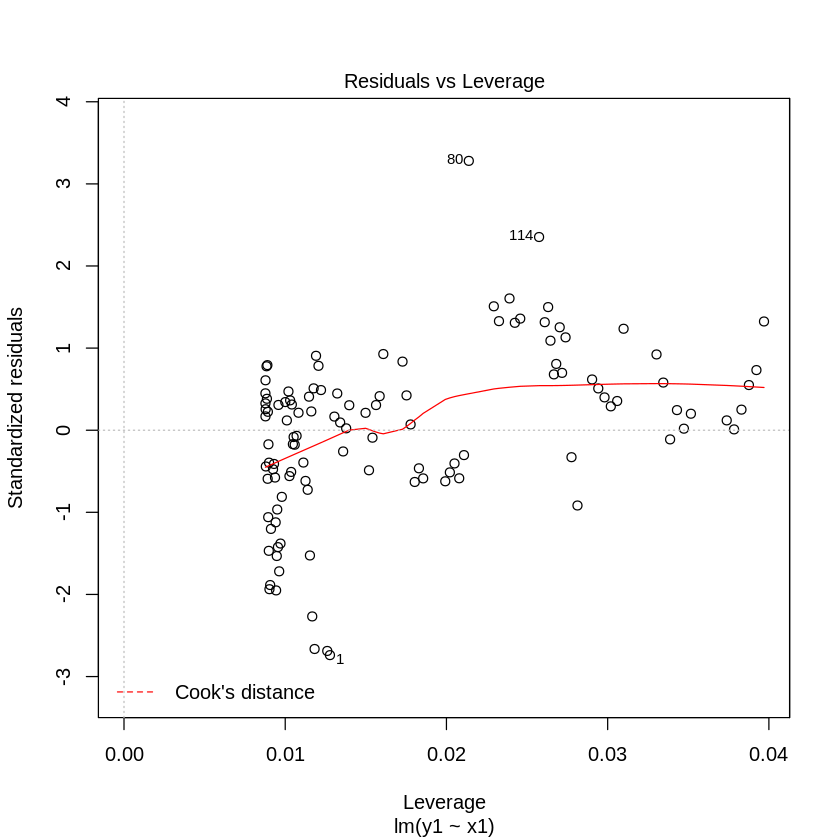 Residuals vs Leverage
4
3
2
1
0
-1
-2
-3
Standardized residuals
80
114
1
Cook's distance
0.00 0.01 0.02 0.03 0.04
Leverage
lm(y1 ~ x1)